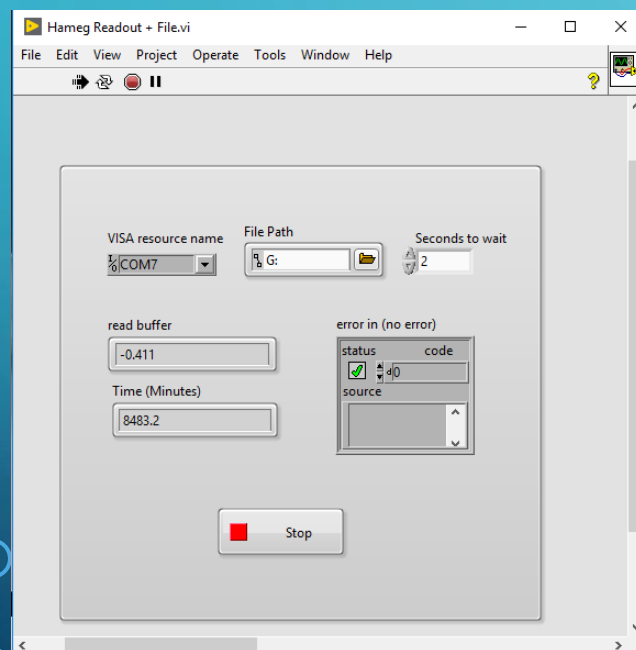 Hameg Readout + File.vi
File Edit View Project Operate Tools Window Help
VISA resource name
File Path
Seconds to wait
COM7
G:
2
read buffer
error in (no error)
-0.411
status code
d0
Time (Minutes)
source
8483.2
Stop